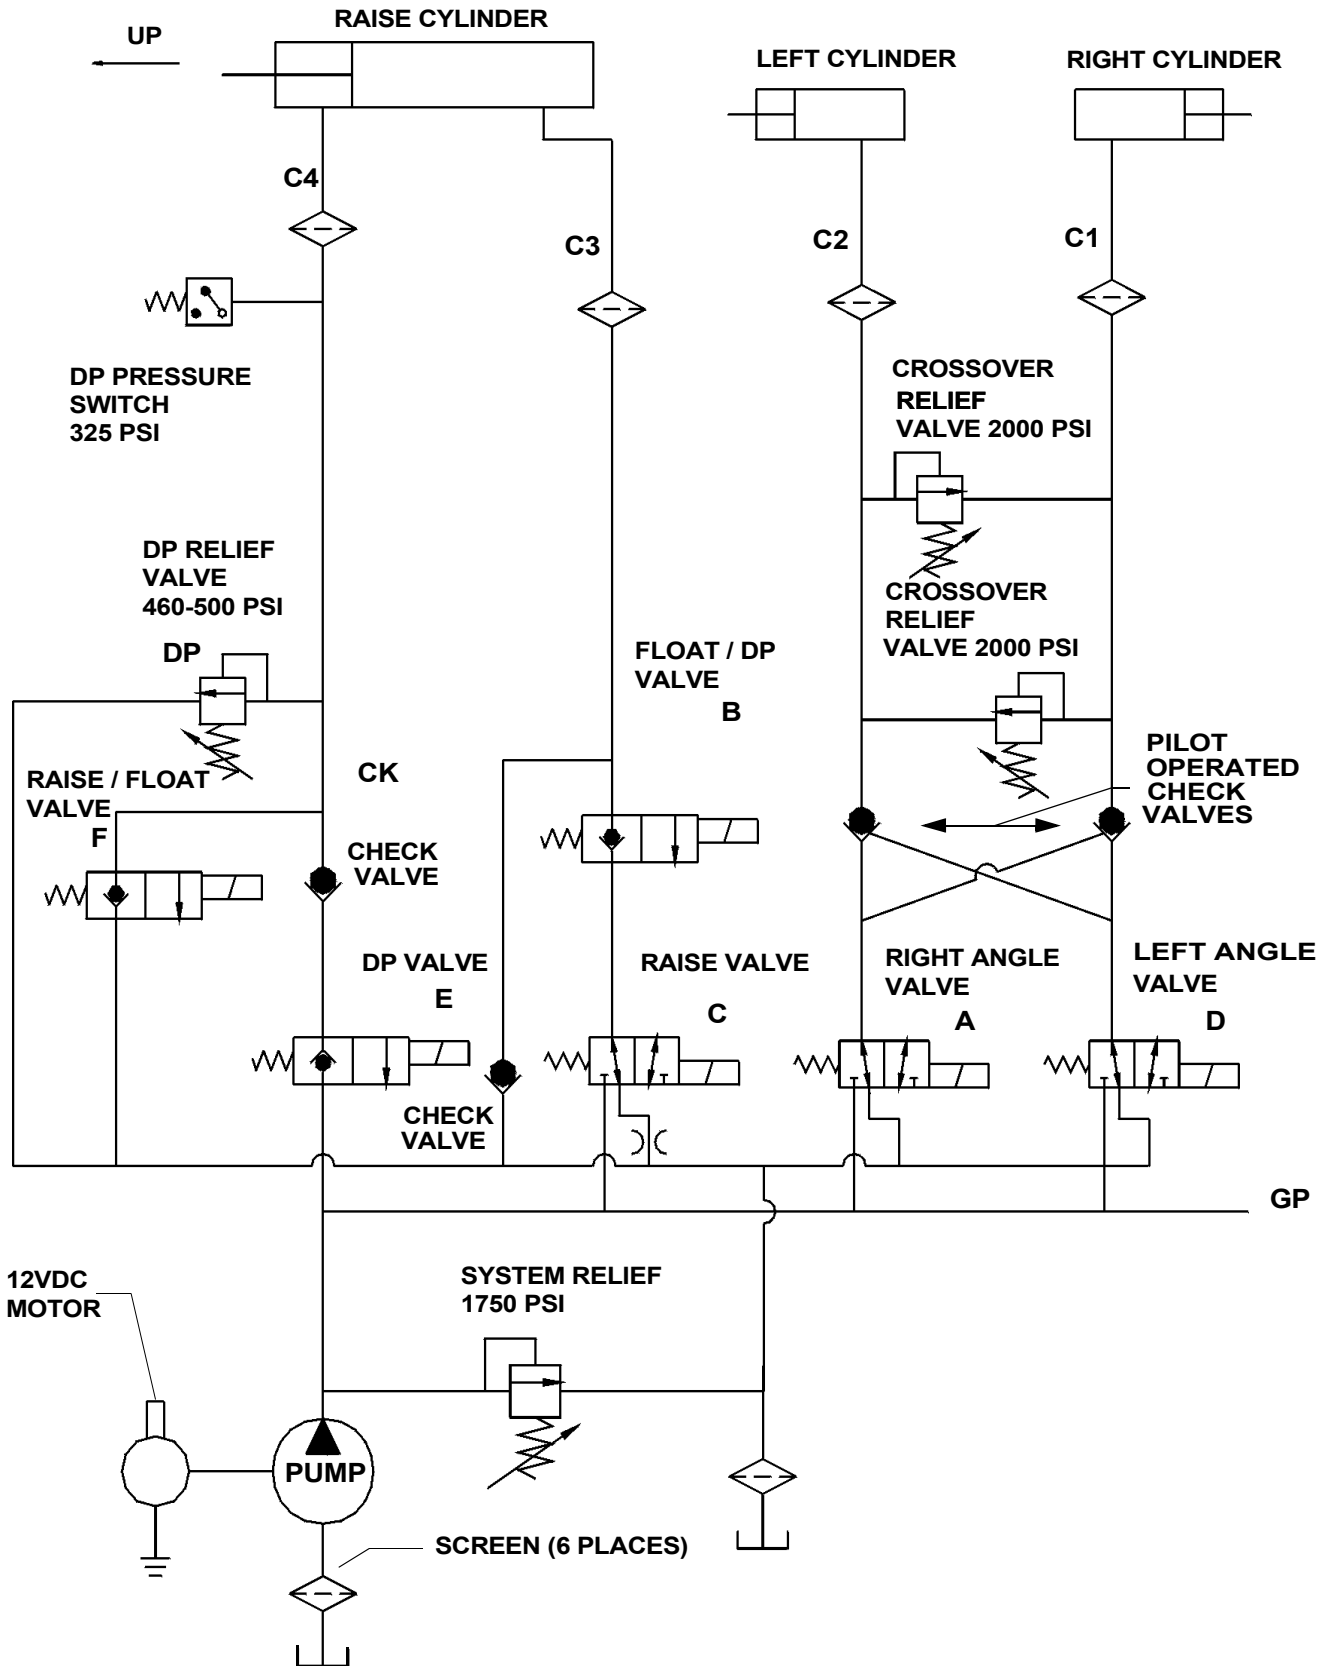 RAISE CYLINDER
UP
LEFT CYLINDER
RIGHT CYLINDER
C4
C3
C2
C1
DP PRESSURE
SWITCH
325 PSI
CROSSOVER
RELIEF
VALVE 2000 PSI
DP RELIEF
VALVE
460-500 PSI
DP
CROSSOVER
RELIEF
VALVE 2000 PSI
FLOAT / DP
VALVE
B
PILOT
OPERATED
CHECK
VALVES
RAISE / FLOAT
VALVE
F
CK
CHECK
VALVE
DP VALVE
E
RAISE VALVE
C
RIGHT ANGLE
VALVE
A
LEFT ANGLE
VALVE
D
CHECK
VALVE
GP
12VDC
MOTOR
SYSTEM RELIEF
1750 PSI
PUMP
SCREEN (6 PLACES)